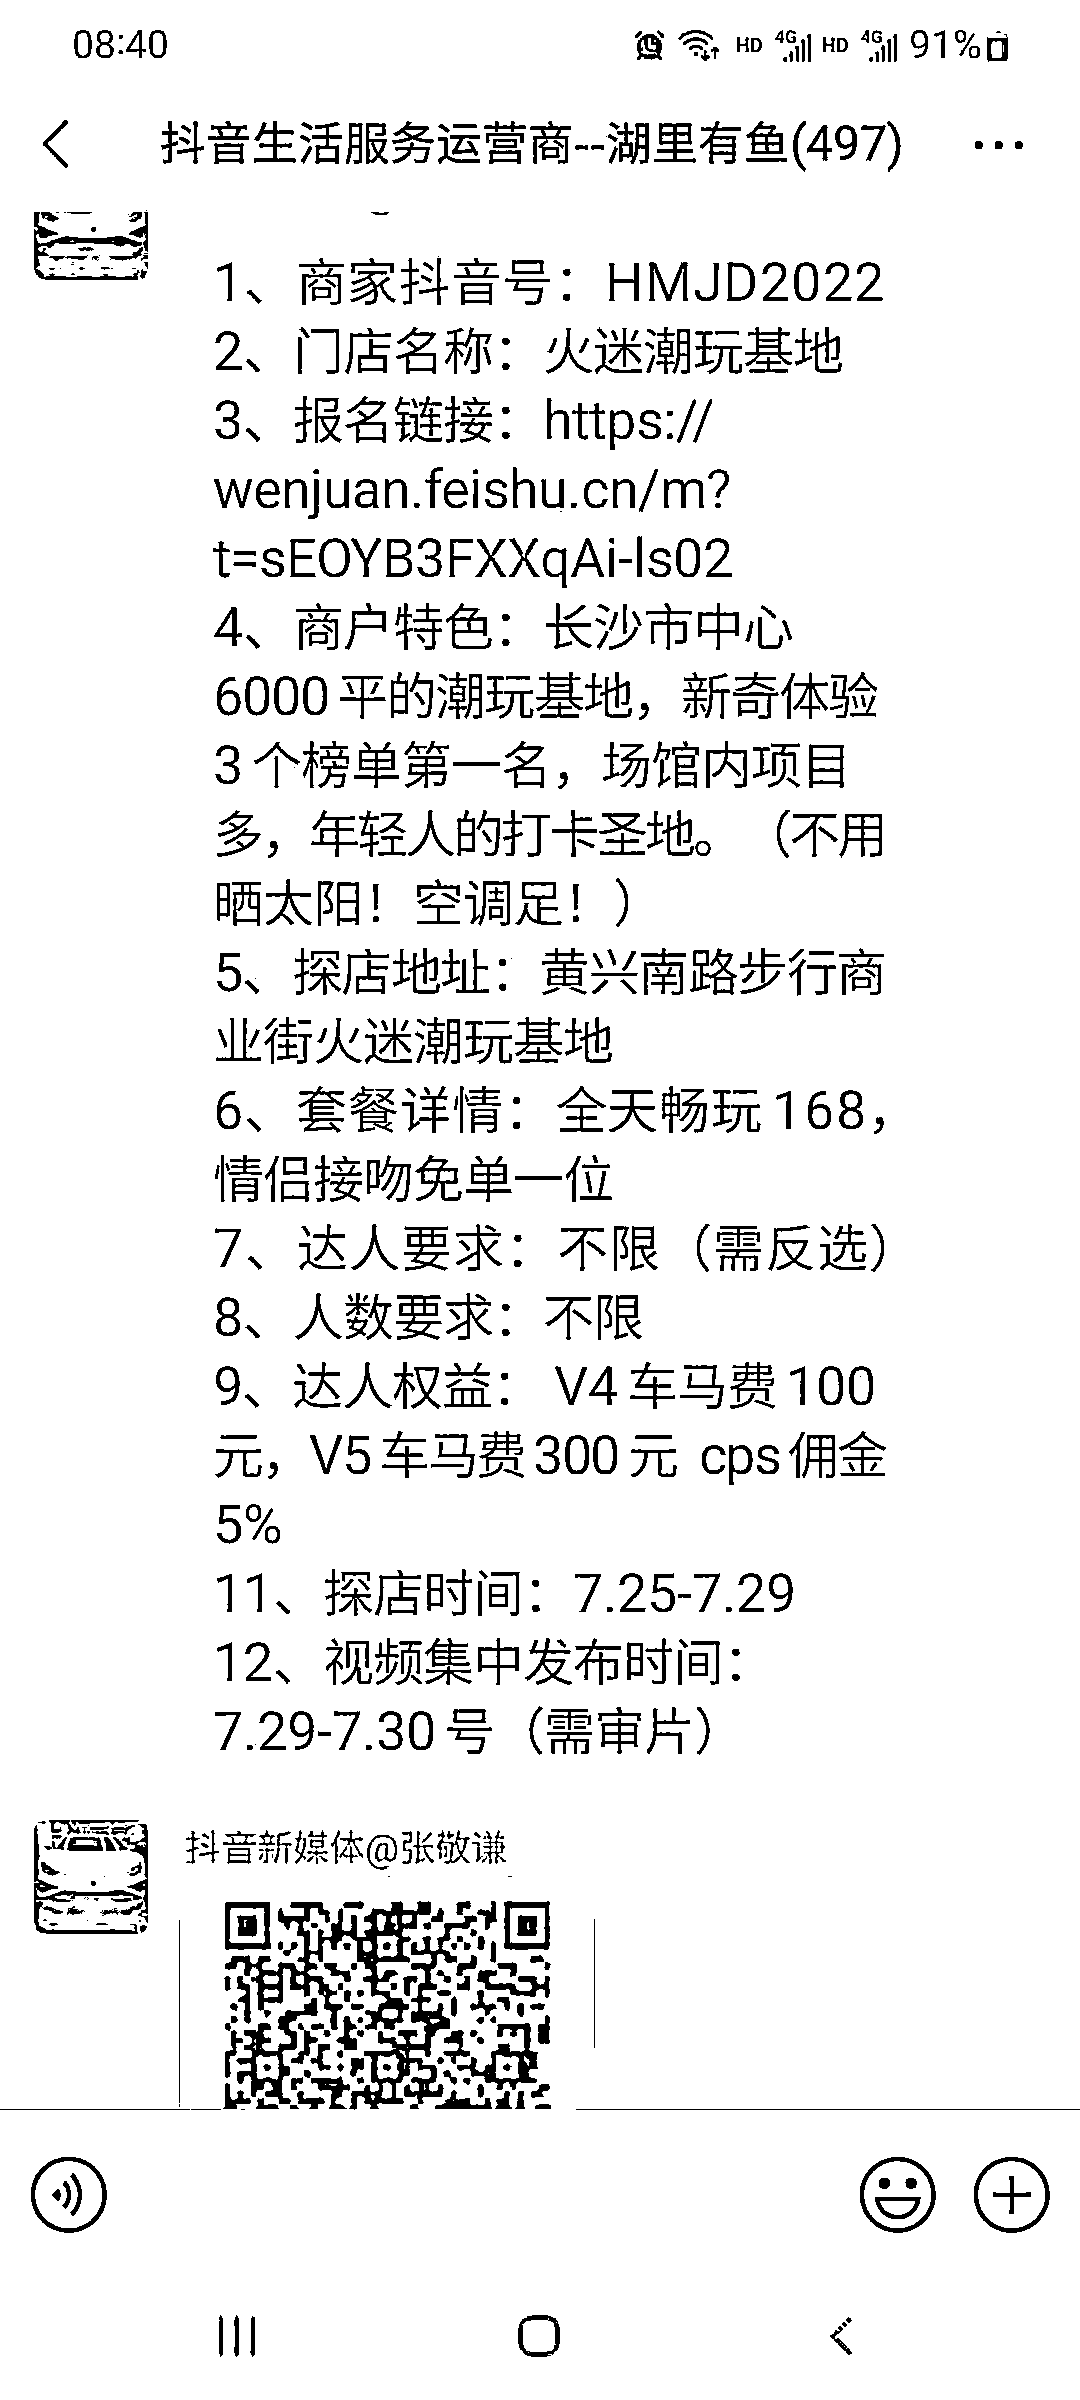 08:40
HD 4G HD 4G 91%
抖音生活服务运营商--湖里有鱼(497)
1、商家抖音号：HMJD2022
2、门店名称：火迷潮玩基地
3、报名链接：https://
wenjuan.feishu.cn/m?
t=sEOYB3FXXqAi-ls02
4、商户特色：长沙市中心
6000平的潮玩基地，新奇体验
3个榜单第一名，场馆内项目
多，年轻人的打卡圣地。（不用
晒太阳！空调足！）
5、探店地址：黄兴南路步行商
业街火迷潮玩基地
6、套餐详情：全天畅玩168，
情侣接吻免单一位
7、达人要求：不限（需反选）
8、人数要求：不限
9、达人权益： V4车马费100
元，V5车马费300元 cps佣金
5%
11、探店时间：7.25-7.29
12、视频集中发布时间：
7.29-7.30号（需审片）
抖音新媒体@张敬谦